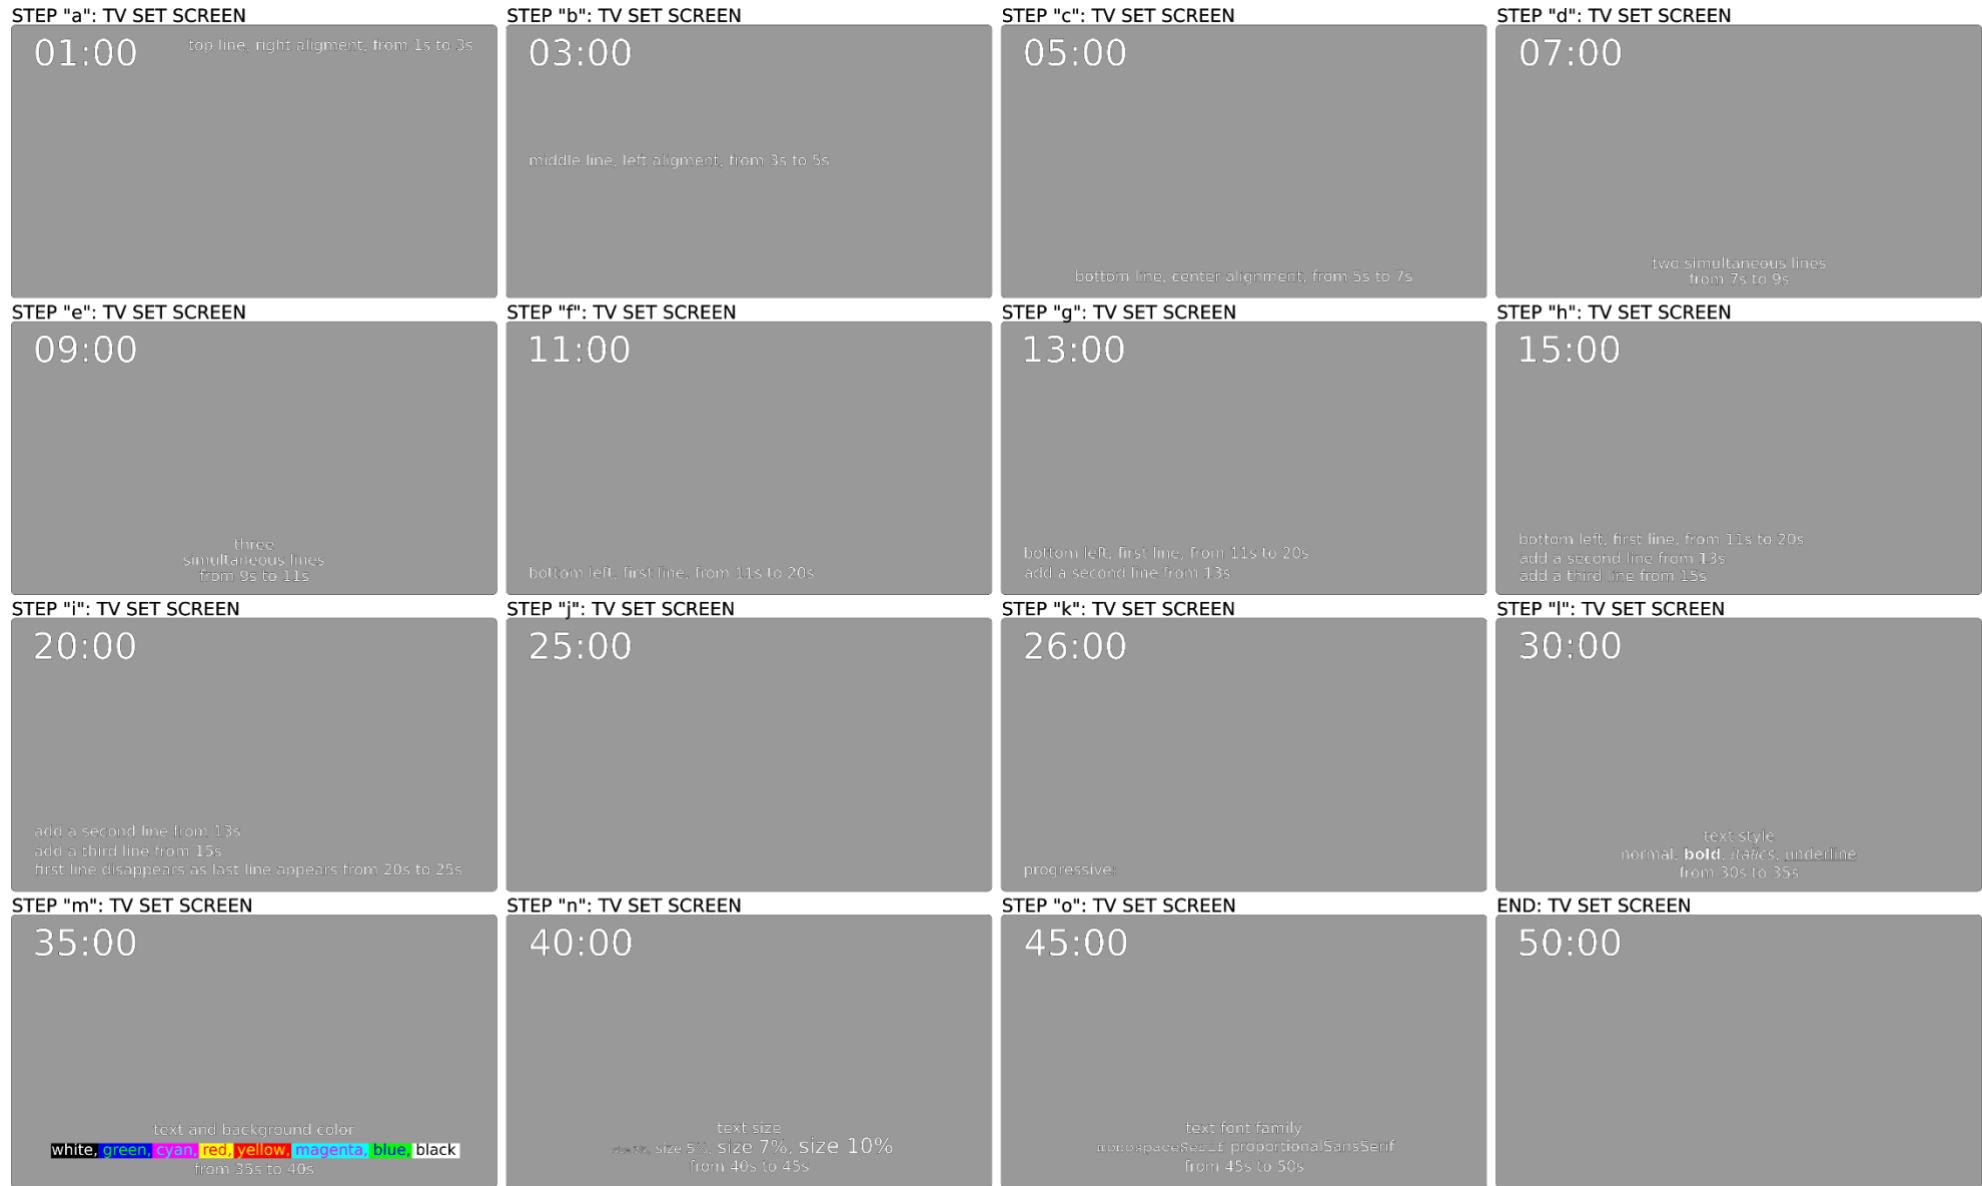 STEP "a": TV SET SCREEN
01:00
top line, right aligment, from 1s to 3s
STEP "b": TV SET SCREEN
03:00
middle line, left aligment, from 3s to 5s
STEP "c": TV SET SCREEN
05:00
bottom line, center alignment, from 5s to 7s
STEP "d": TV SET SCREEN
07:00
two simultaneous lines
from 7s to 9s
STEP "e": TV SET SCREEN
09:00
three
simultaneous lines
from 9s to 11s
STEP "f": TV SET SCREEN
11:00
bottom left, first line, from 11s to 20s
STEP "g": TV SET SCREEN
13:00
bottom left, first line, from 11s to 20s
add a second line from 13s
STEP "h": TV SET SCREEN
15:00
bottom left, first line, from 11s to 20s
add a second line from 13s
add a third line from 15s
STEP "i": TV SET SCREEN
20:00
add a second line from 13s
add a third line from 15s
first line disappears as last line appears from 20s to 25s
STEP "j": TV SET SCREEN
25:00
STEP "k": TV SET SCREEN
26:00
progressive:
STEP "l": TV SET SCREEN
30:00
text style
normal, bold, italics, underline
from 30s to 35s
STEP "m": TV SET SCREEN
35:00
text and background color
white, green, cyan, red, yellow, magenta, blue, black
from 35s to 40s
STEP "n": TV SET SCREEN
40:00
text size
size 5%, size 7%, size 10%
from 40s to 45s
STEP "o": TV SET SCREEN
45:00
text font family
monospaceSerif proportionalSansSerif
from 45s to 50s
END: TV SET SCREEN
50:00